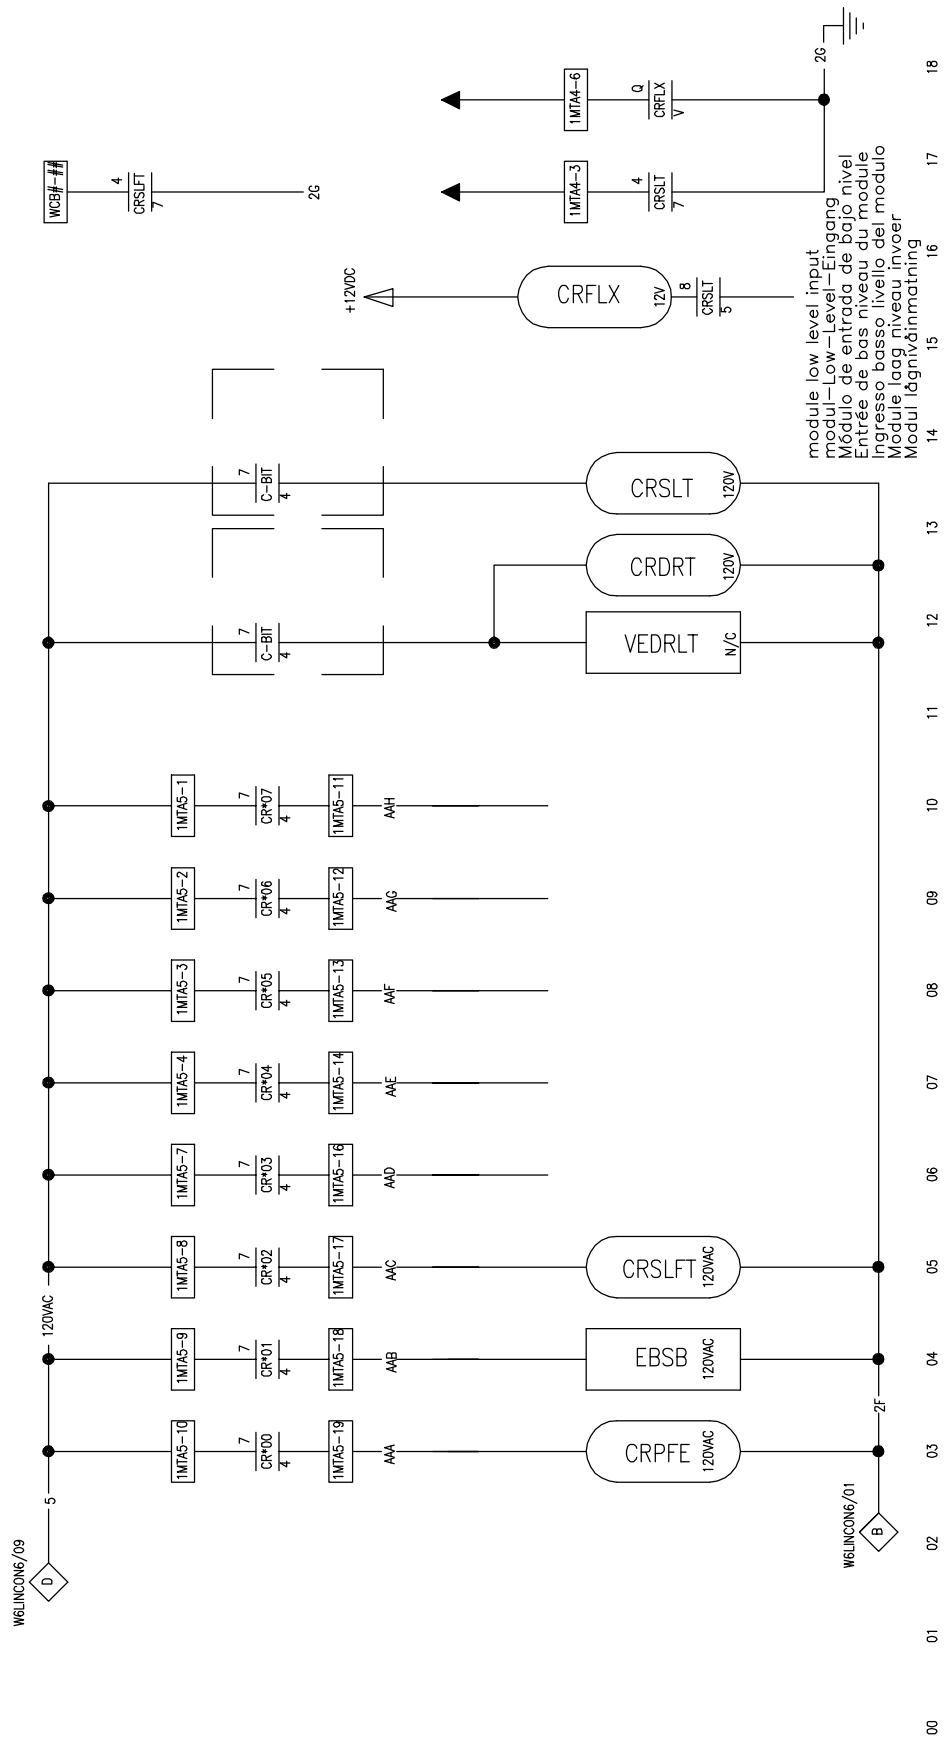 W6LINCON6/09
D
5
120VAC
1MTA5-10
7
CR*00
4
1MTA5-19
AAA
CRPFE
120VAC
1MTA5-9
7
CR*01
4
1MTA5-18
AAB
EBSB
120VAC
1MTA5-8
7
CR*02
4
1MTA5-17
AAC
CRSLFT
120VAC
1MTA5-7
7
CR*03
4
1MTA5-16
AAD
1MTA5-4
7
CR*04
4
1MTA5-14
AAE
1MTA5-3
7
CR*05
4
1MTA5-13
AAF
1MTA5-2
7
CR*06
4
1MTA5-12
AAG
1MTA5-1
7
CR*07
4
1MTA5-11
AAH
7
C-BIT
4
VEDRLT
N/C
CRDRT
120V
7
C-BIT
4
CRSLT
120V
W6LINCON6/01
B
2F
+12VDC
CRFLX
12V
8
CRSLT
5
module low level input
modul-Low-Level-Eingang
Módulo de entrada de bajo nivel
Entrée de bas niveau du module
Ingresso basso livello del modulo
Module laag niveau invoer
Modul lågnivåinmatning
WCB#-##
4
CRSLFT
7
2G
1MTA4-3
4
CRSLT
7
1MTA4-6
Q
CRFLX
V
2G
00
01
02
03
04
05
06
07
08
09
10
11
12
13
14
15
16
17
18